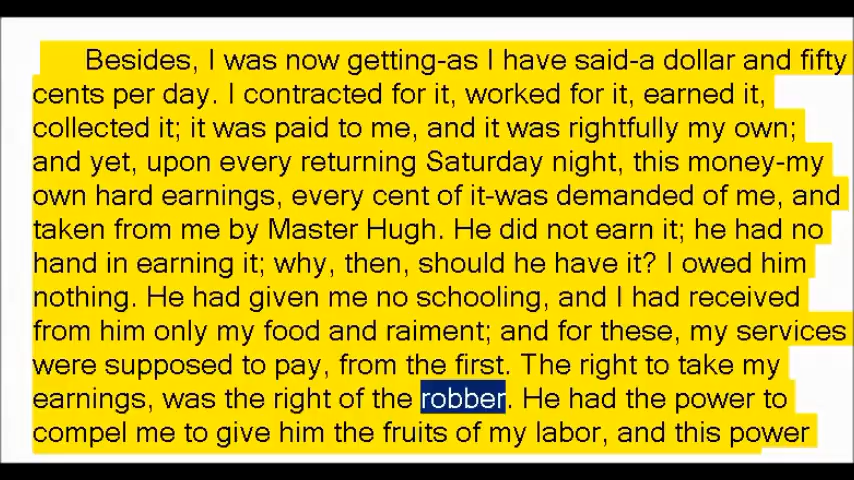 Besides, I was now getting-as I have said-a dollar and fifty
cents per day. I contracted for it, worked for it, earned it,
collected it; it was paid to me, and it was rightfully my own;
and yet, upon every returning Saturday night, this money-my
own hard earnings, every cent of it-was demanded of me, and
taken from me by Master Hugh. He did not earn it; he had no
hand in earning it; why, then, should he have it? I owed him
nothing. He had given me no schooling, and I had received
from him only my food and raiment; and for these, my services
were supposed to pay, from the first. The right to take my
earnings, was the right of the robber. He had the power to
compel me to give him the fruits of my labor, and this power